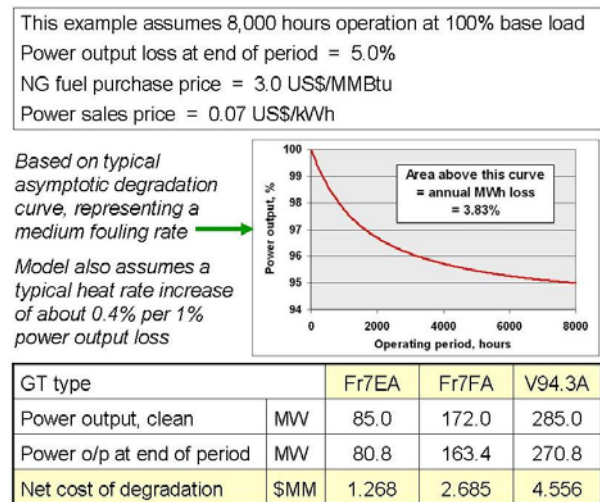 This example assumes 8,000 hours operation at 100% base load
Power output loss at end of period = 5.0%
NG fuel purchase price = 3.0 US$/MMBtu
Power sales price = 0.07 US$/kWh
Based on typical
asymptotic degradation
curve, representing a
medium fouling rate
Model also assumes a
typical heat rate increase
of about 0.4% per 1%
power output loss
Power output, %
100
99
98
97
96
95
94
Area above this curve
= annual MWh loss
= 3.83%
0 2000 4000 6000 8000
Operating period, hours
GT type Fr7EA Fr7FA V94.3A
Power output, clean MW 85.0 172.0 285.0
Power o/p at end of period MW 80.8 163.4 270.8
Net cost of degradation $MM 1.268 2.685 4.556